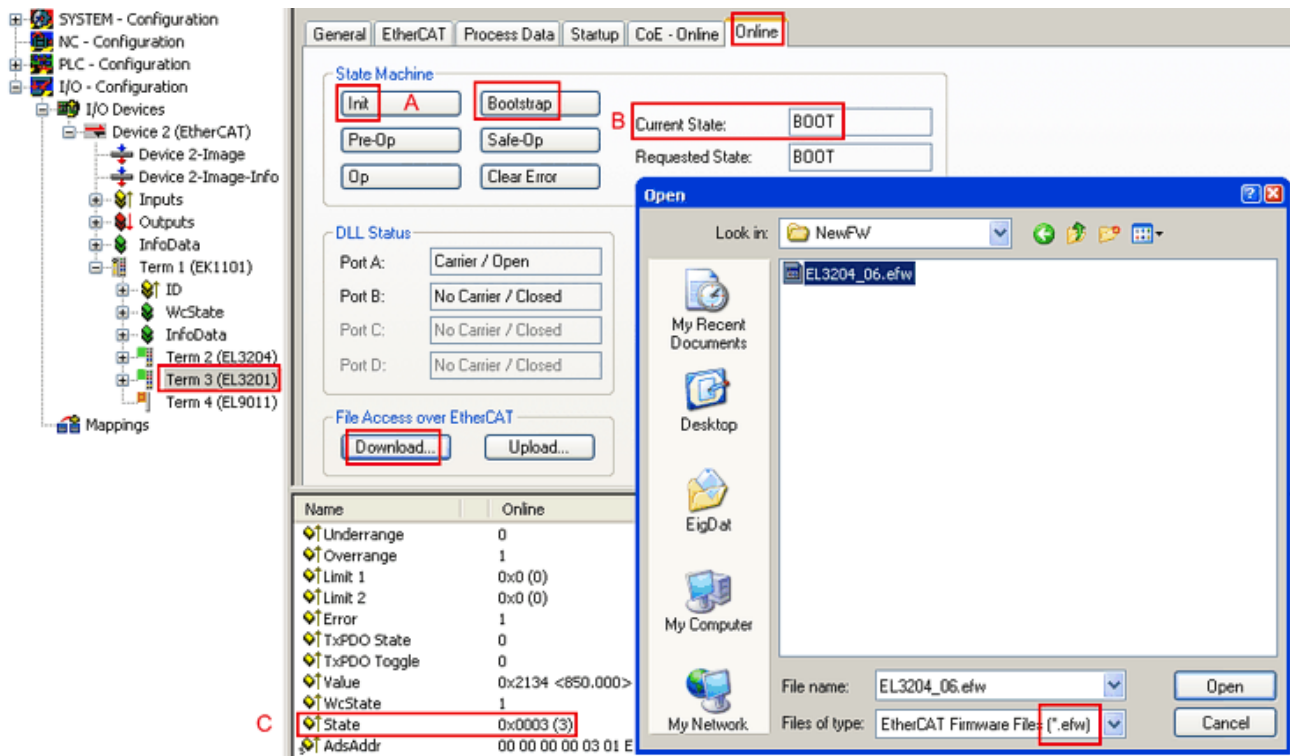 SYSTEM - Configuration
NC - Configuration
PLC - Configuration
I/O - Configuration
I/O Devices
Device 2 (EtherCAT)
Device 2-Image
Device 2-Image-Info
Inputs
Outputs
InfoData
Term 1 (EK1101)
ID
WcState
InfoData
Term 2 (EL3204)
Term 3 (EL3201)
Term 4 (EL9011)
Mappings
General EtherCAT Process Data Startup CoE - Online Online
State Machine
Init A Bootstrap
Pre-Op Safe-Op
Op Clear Error
B Current State: BOOT
Requested State: BOOT
DLL Status
Port A: Carrier / Open
Port B: No Carrier / Closed
Port C: No Carrier / Closed
Port D: No Carrier / Closed
File Access over EtherCAT
Download... Upload...
Name Online
Underrange 0
Overrange 1
Limit 1 0x0 (0)
Limit 2 0x0 (0)
Error 1
TxPDO State 0
TxPDO Toggle 0
Value 0x2134 <850.000>
WcState 1
C State 0x0003 (3)
AdsAddr 00 00 00 00 03 01 E
Open
Look in: NewFW
EL3204_06.efw
My Recent
Documents
Desktop
EigDat
My Computer
My Network
File name: EL3204_06.efw Open
Files of type: EtherCAT Firmware Files (*.efw) Cancel